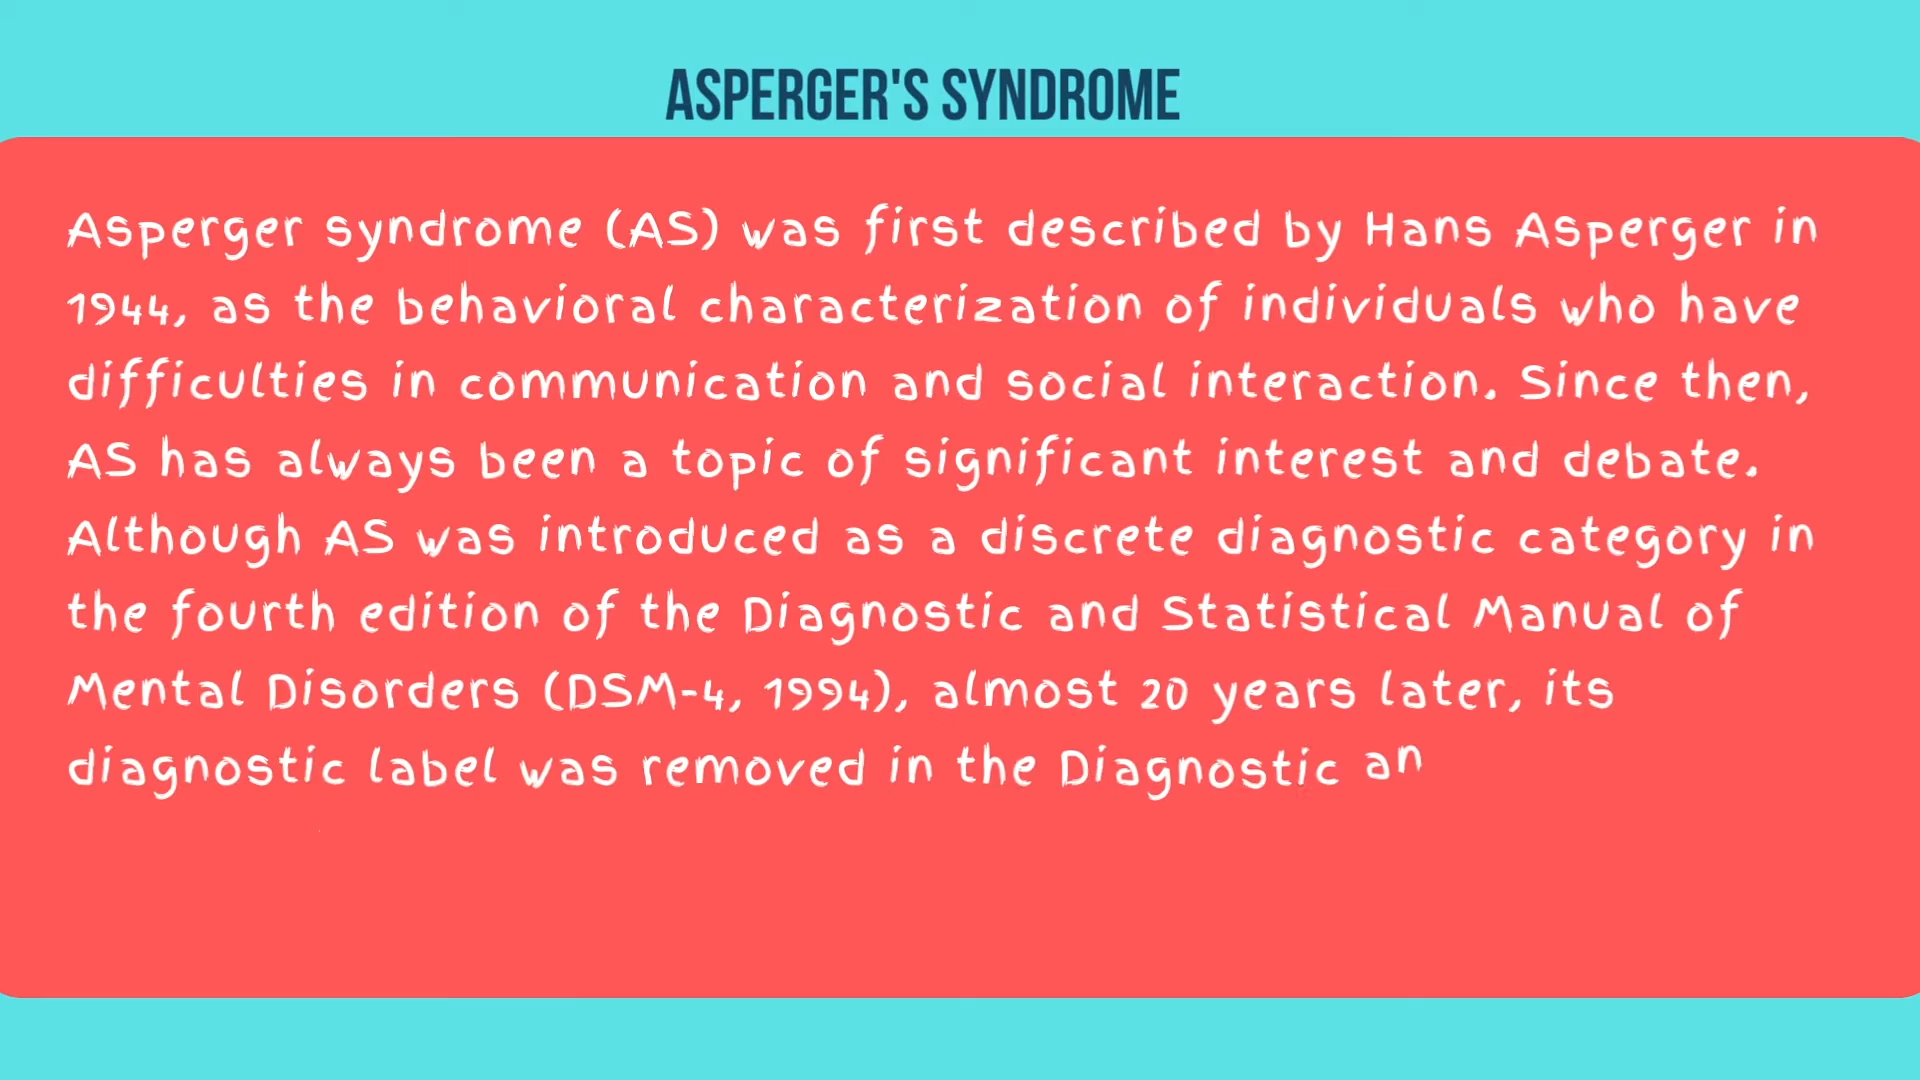 ASPERGER'S SYNDROME
Asperger syndrome (AS) was first described by Hans Asperger in
1944, as the behavioral characterization of individuals who have
difficulties in communication and social interaction. Since then,
AS has always been a topic of significant interest and debate.
Although AS was introduced as a discrete diagnostic category in
the fourth edition of the Diagnostic and Statistical Manual of
Mental Disorders (DSM-4, 1994), almost 20 years later, its
diagnostic label was removed in the Diagnostic an